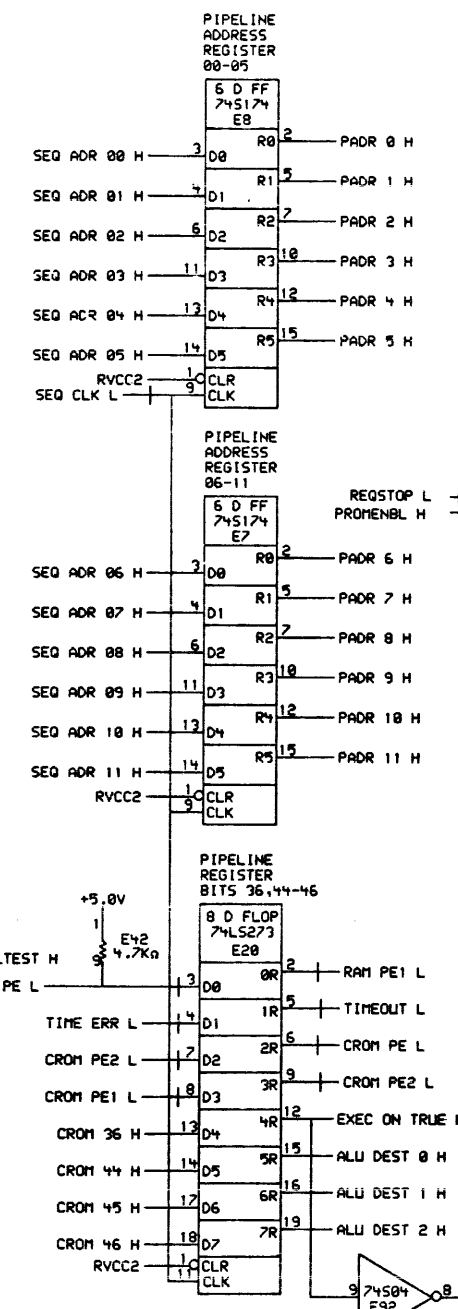 PIPELINE
ADDRESS
REGISTER
00-05
6 D FF
74S174
E8
SEQ ADR 00 H 3 D0 R0 2 PADR 0 H
SEQ ADR 01 H 4 D1 R1 5 PADR 1 H
SEQ ADR 02 H 6 D2 R2 7 PADR 2 H
SEQ ADR 03 H 11 D3 R3 10 PADR 3 H
SEQ ADR 04 H 13 D4 R4 12 PADR 4 H
SEQ ADR 05 H 14 D5 R5 15 PADR 5 H
RVCC2 1 CLR
SEQ CLK L 9 CLK
PIPELINE
ADDRESS
REGISTER
06-11
6 D FF
74S174
E7
REQSTOP L
PROMENBL H
SEQ ADR 06 H 3 D0 R0 2 PADR 6 H
SEQ ADR 07 H 4 D1 R1 5 PADR 7 H
SEQ ADR 08 H 6 D2 R2 7 PADR 8 H
SEQ ADR 09 H 11 D3 R3 10 PADR 9 H
SEQ ADR 10 H 13 D4 R4 12 PADR 10 H
SEQ ADR 11 H 14 D5 R5 15 PADR 11 H
RVCC2 1 CLR
9 CLK
PIPELINE
REGISTER
BITS 36,44-46
8 D FLOP
74LS273
E20
+5.0V
1
E42
9 4.7KΩ
LTEST H
PE L 3 D0 0R 2 RAM PE1 L
TIME ERR L 4 D1 1R 5 TIMEOUT L
CROM PE2 L 7 D2 2R 6 CROM PE L
CROM PE1 L 8 D3 3R 9 CROM PE2 L
CROM 36 H 13 D4 4R 12 EXEC ON TRUE
CROM 44 H 14 D5 5R 15 ALU DEST 0 H
CROM 45 H 17 D6 6R 16 ALU DEST 1 H
CROM 46 H 18 D7 7R 19 ALU DEST 2 H
RVCC2 1 CLR
11 CLK
9 74S04 8
E92